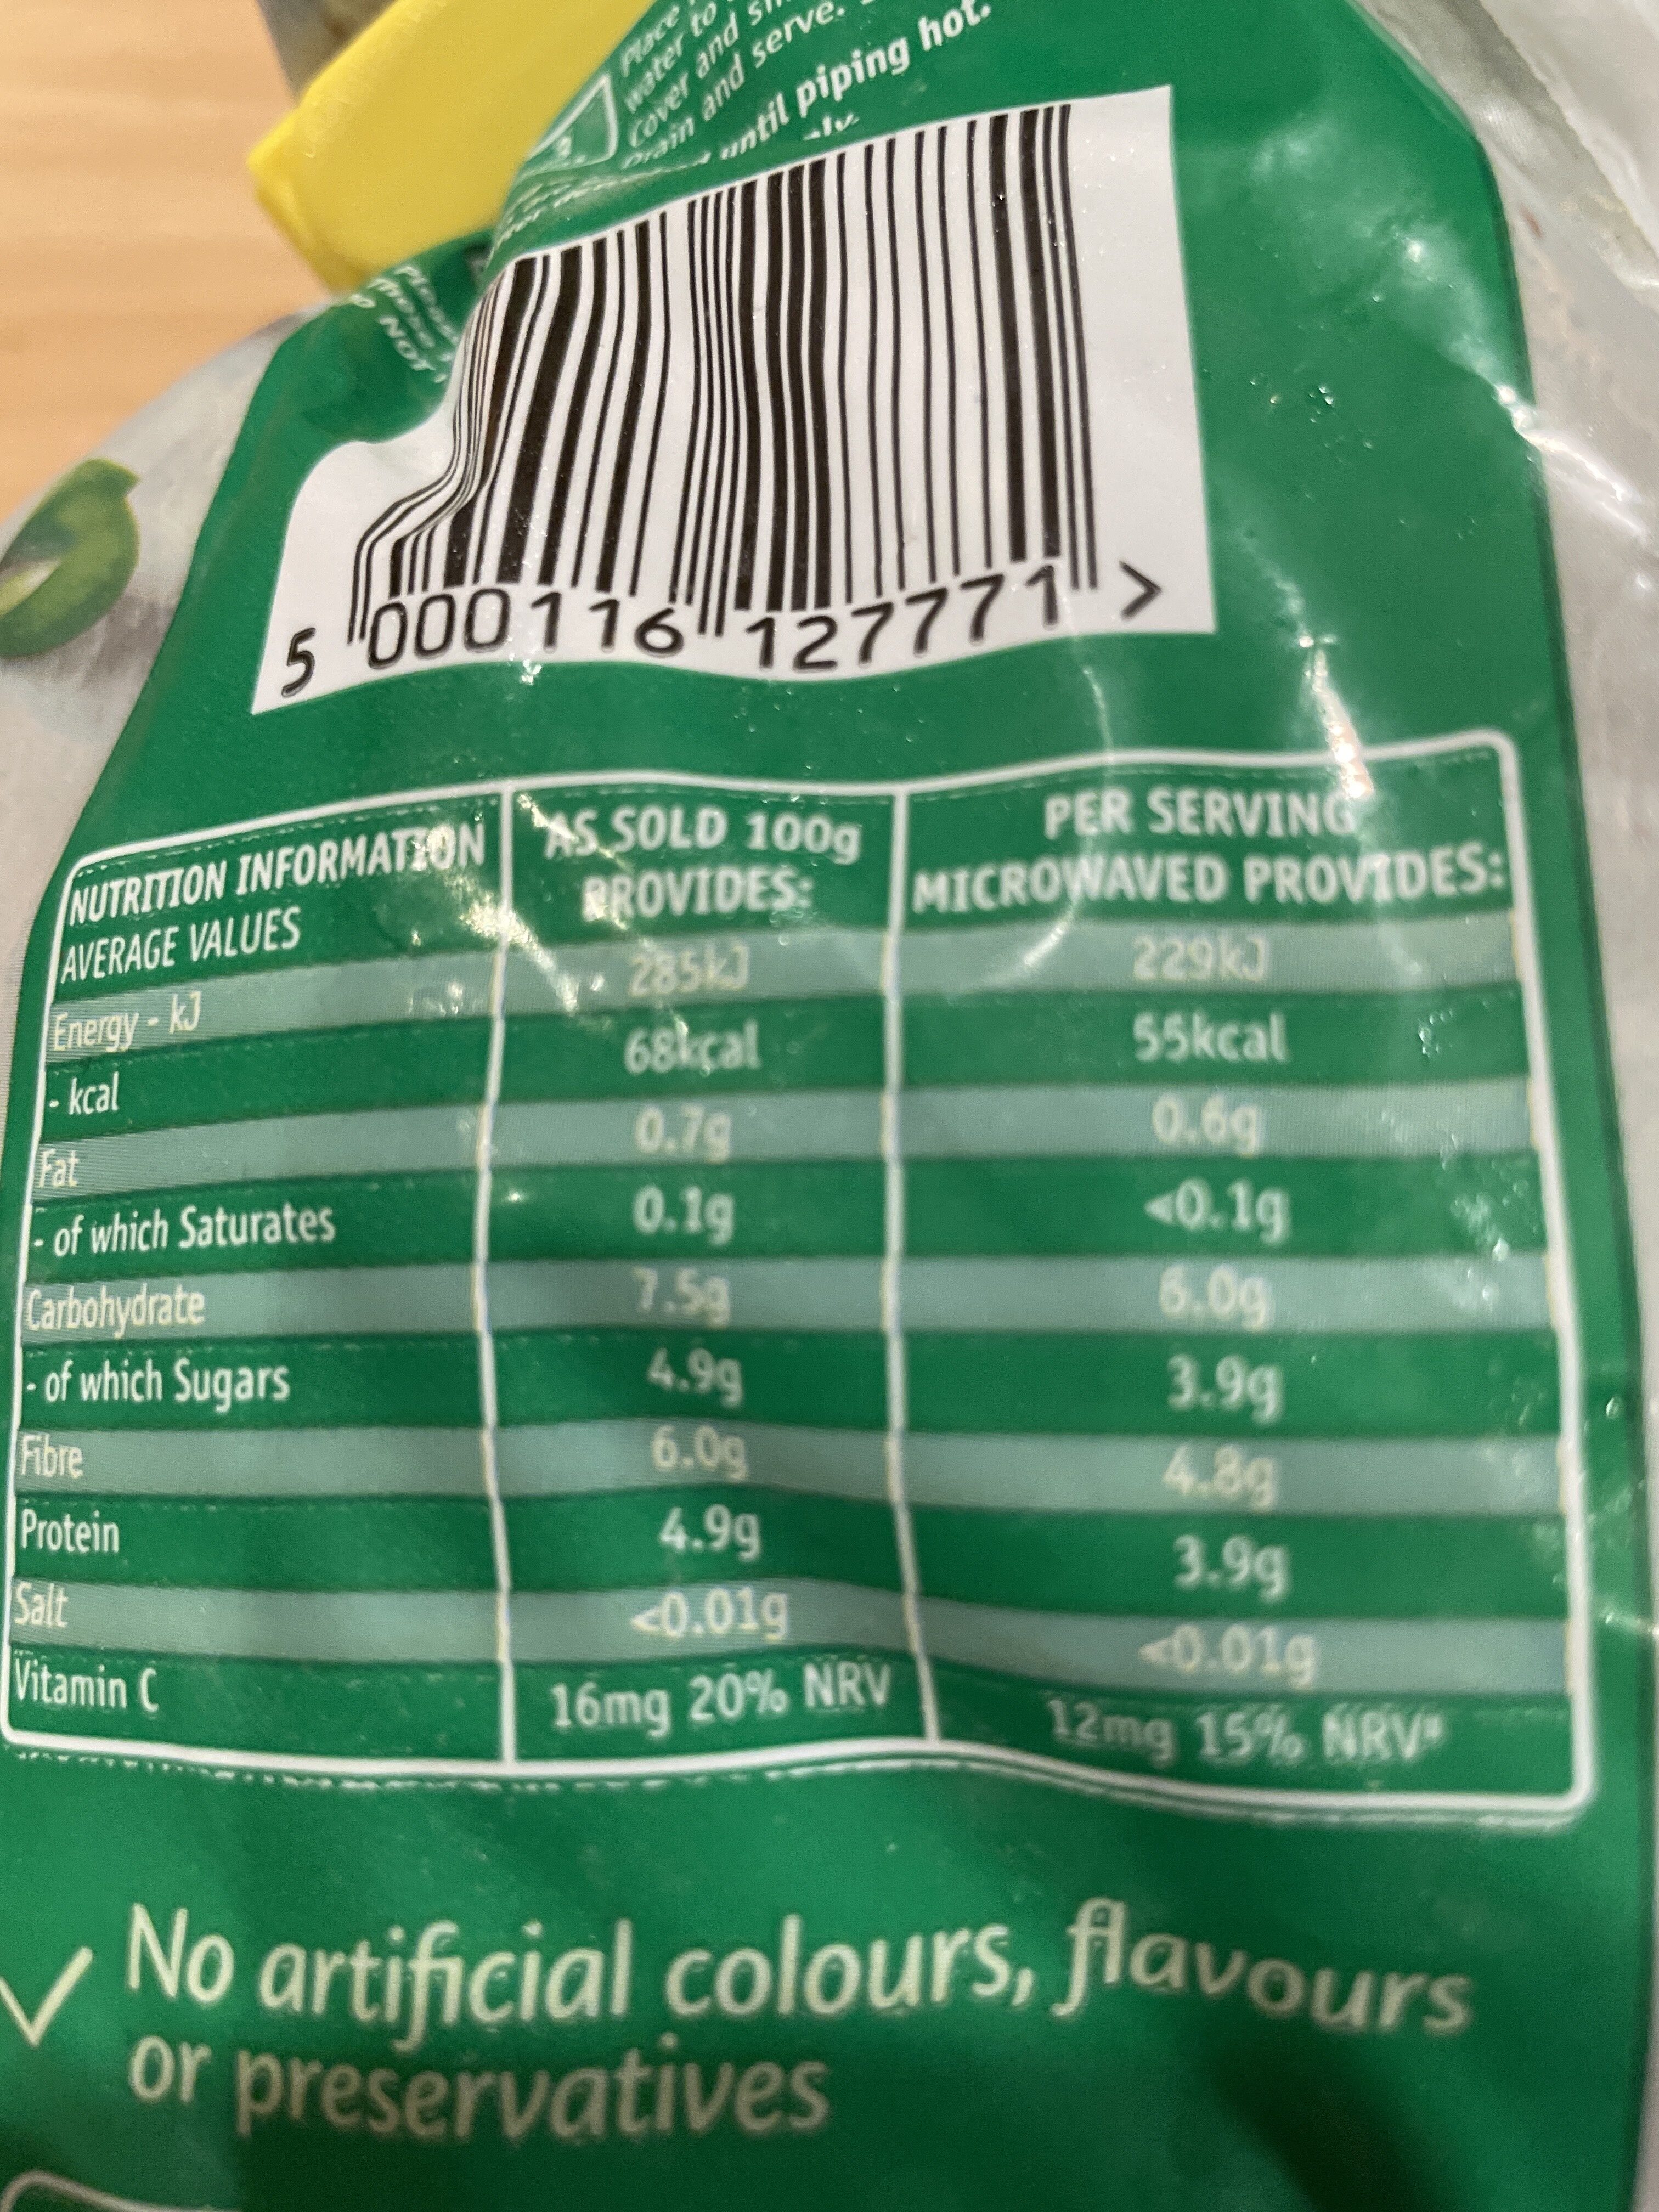 Place
water to
Cover and
Drain and serve.
until piping hot.
NOT
5 000116 127771 >
NUTRITION INFORMATION AS SOLD 100g PER SERVING
AVERAGE VALUES PROVIDES: MICROWAVED PROVIDES:
Energy - kJ 285kJ 229kJ
- kcal 68kcal 55kcal
Fat 0.7g 0.6g
- of which Saturates 0.1g <0.1g
Carbohydrate 7.5g 6.0g
- of which Sugars 4.9g 3.9g
Fibre 6.0g 4.8g
Protein 4.9g 3.9g
Salt <0.01g <0.01g
Vitamin C 16mg 20% NRV 12mg 15% NRV
No artificial colours, flavours
or preservatives